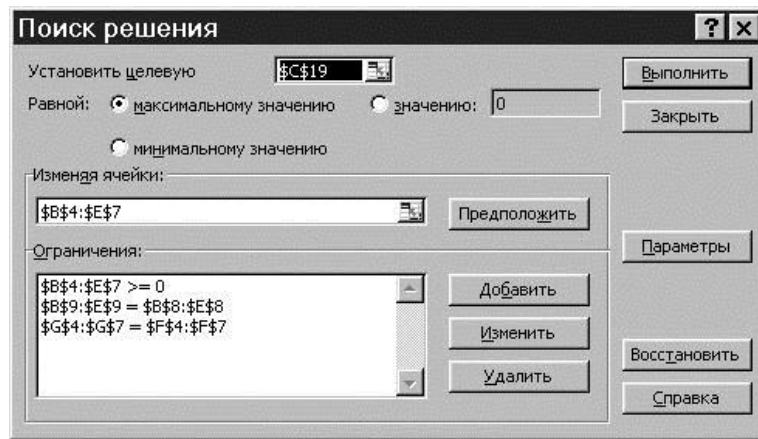 Поиск решения
Установить целевую $C$19 Выполнить
Равной: максимальному значению значению: 0 Закрыть
минимальному значению
Изменяя ячейки:
$B$4:$E$7 Предположить
Параметры
Ограничения:
$B$4:$E$7 >= 0 Добавить
$B$9:$E$9 = $B$8:$E$8
$G$4:$G$7 = $F$4:$F$7 Изменить
Восстановить
Удалить
Справка